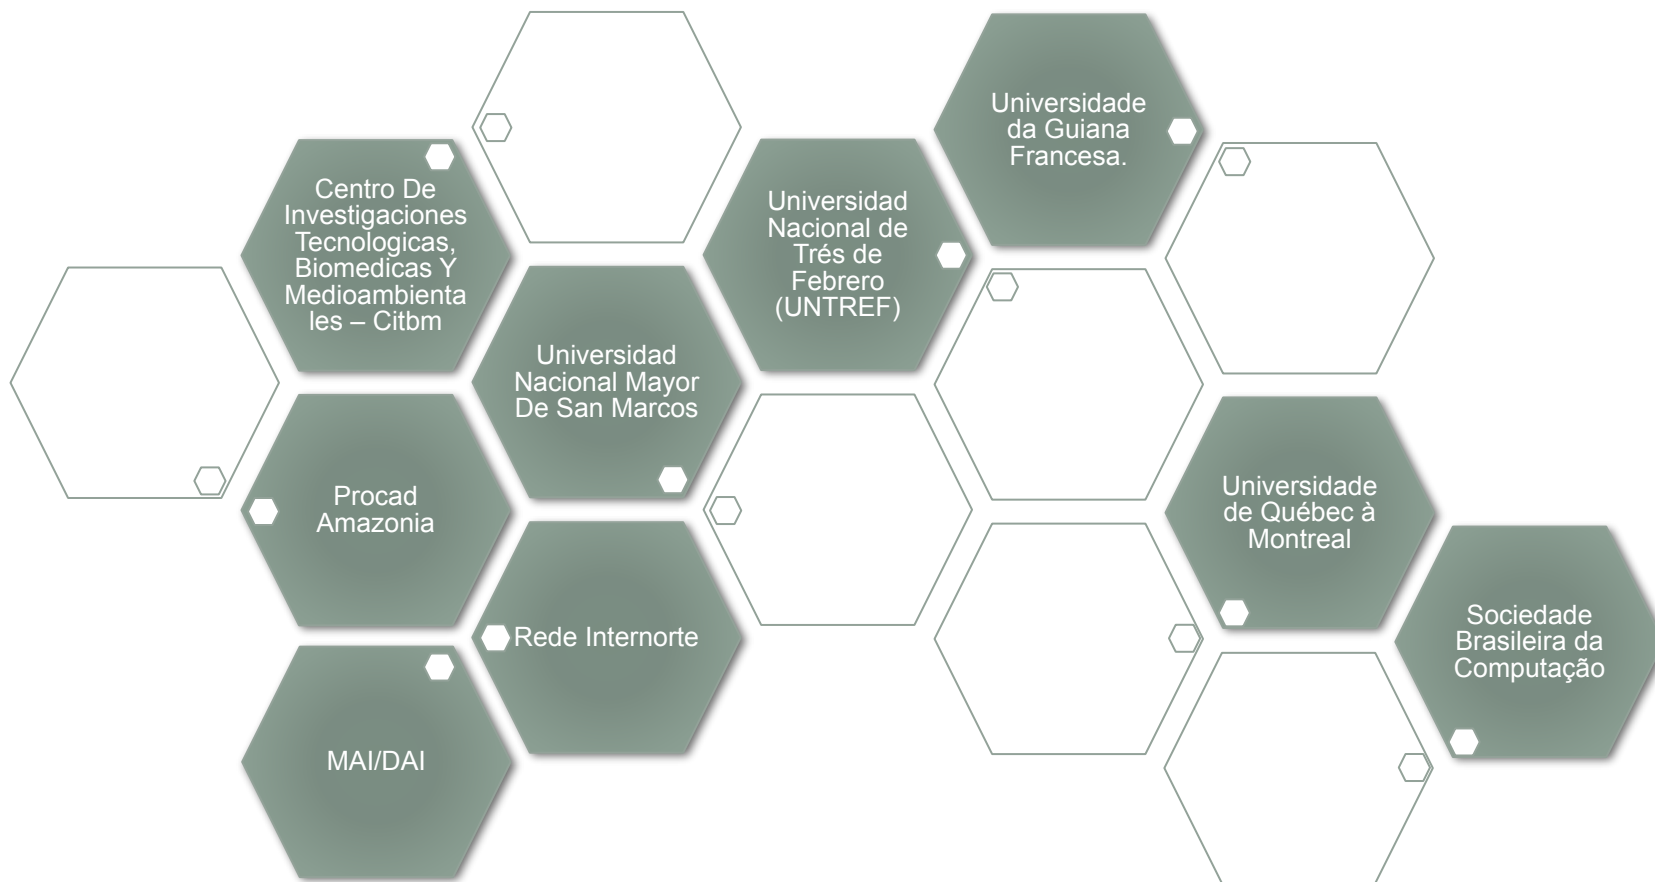 Universidade
da Guiana
Francesa.
Centro De
Investigaciones
Tecnologicas,
Biomedicas Y
Medioambienta
les – Citbm
Universidad
Nacional de
Trés de
Febrero
(UNTREF)
Universidad
Nacional Mayor
De San Marcos
Procad
Amazonia
Universidade
de Québec à
Montreal
Rede Internorte
Sociedade
Brasileira da
Computação
MAI/DAI